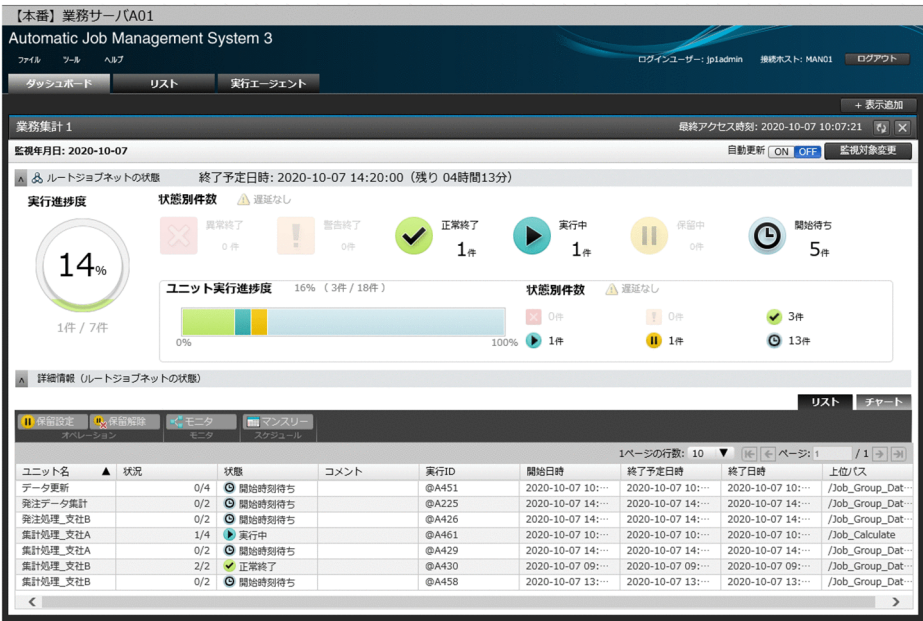 【本番】業務サーバA01
Automatic Job Management System 3
ファイル ツール ヘルプ
ログインユーザー: jp1admin 接続ホスト: MAN01 ログアウト
ダッシュボード リスト 実行エージェント
+ 表示追加
業務集計 1 最終アクセス時刻: 2020-10-07 10:07:21
監視年月日: 2020-10-07 自動更新 ON OFF 監視対象変更
ルートジョブネットの状態 終了予定日時: 2020-10-07 14:20:00（残り 04時間13分）
実行進捗度 状態別件数 遅延なし
異常終了 0件 警告終了 0件 正常終了 1件 実行中 1件 保留中 0件 開始待ち 5件
14%
1件 / 7件
ユニット実行進捗度 16% （ 3件 / 18件 ） 状態別件数 遅延なし
0件 0件 3件
0% 100% 1件 1件 13件
詳細情報（ルートジョブネットの状態）
リスト チャート
保留設定 保留解除 モニタ マンスリー
オペレーション モニタ スケジュール
1ページの行数: 10 ページ: 1 / 1
ユニット名 ▲ 状況 状態 コメント 実行ID 開始日時 終了予定日時 終了日時 上位パス
データ更新 0/4 開始時刻待ち @A451 2020-10-07 10:… 2020-10-07 10:… 2020-10-07 10:… /Job_Group_Dat…
発注データ集計 0/2 開始時刻待ち @A225 2020-10-07 14:… 2020-10-07 14:… 2020-10-07 14:… /Job_Group_Dat…
発注処理_支社B 0/2 開始時刻待ち @A426 2020-10-07 14:… 2020-10-07 14:… 2020-10-07 14:… /Job_Group_Dat…
集計処理_支社A 1/4 実行中 @A461 2020-10-07 10:… 2020-10-07 10:… 2020-10-07 10:… /Job_Calculate
集計処理_支社A 0/2 開始時刻待ち @A429 2020-10-07 14:… 2020-10-07 14:… 2020-10-07 14:… /Job_Group_Dat…
集計処理_支社B 2/2 正常終了 @A430 2020-10-07 09:… 2020-10-07 09:… 2020-10-07 09:… /Job_Group_Dat…
集計処理_支社B 0/2 開始時刻待ち @A458 2020-10-07 13:… 2020-10-07 13:… 2020-10-07 13:… /Job_Group_Dat…